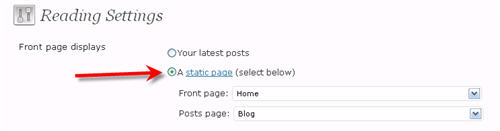 Reading Settings
Front page displays
Your latest posts
A static page (select below)
Front page: Home
Posts page: Blog